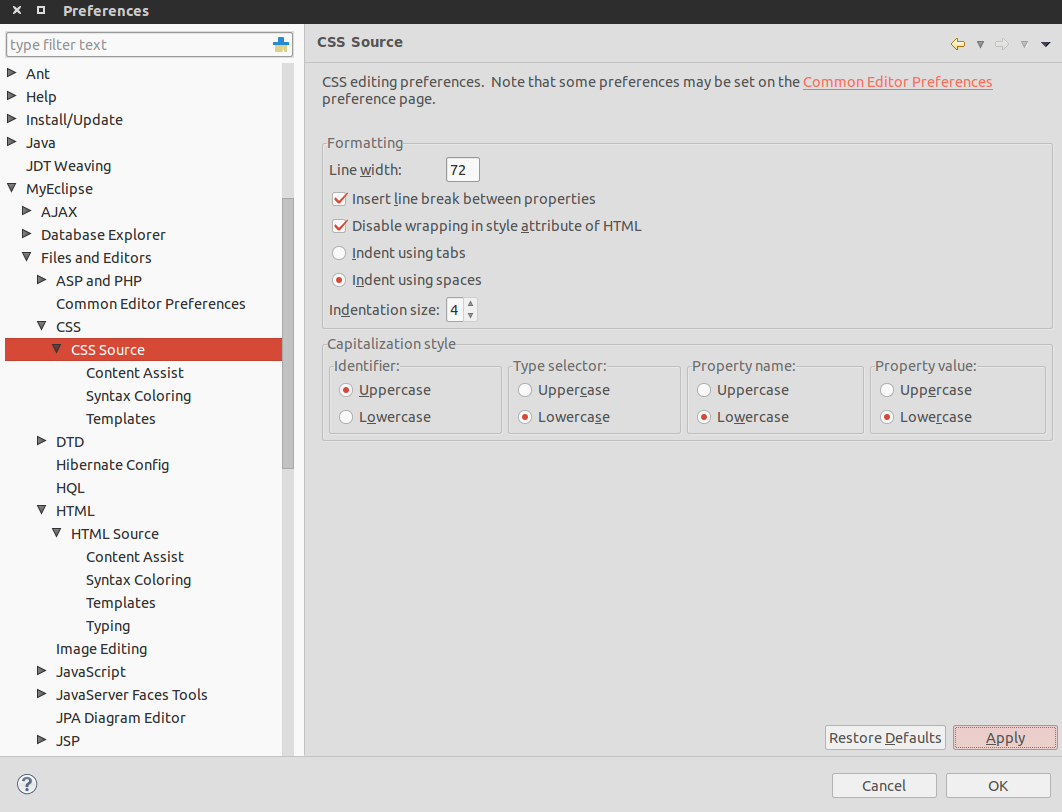 Preferences
type filter text
Ant
Help
Install/Update
Java
JDT Weaving
MyEclipse
AJAX
Database Explorer
Files and Editors
ASP and PHP
Common Editor Preferences
CSS
CSS Source
Content Assist
Syntax Coloring
Templates
DTD
Hibernate Config
HQL
HTML
HTML Source
Content Assist
Syntax Coloring
Templates
Typing
Image Editing
JavaScript
JavaServer Faces Tools
JPA Diagram Editor
JSP
CSS Source
CSS editing preferences.  Note that some preferences may be set on the Common Editor Preferences
preference page.
Formatting
Line width: 72
Insert line break between properties
Disable wrapping in style attribute of HTML
Indent using tabs
Indent using spaces
Indentation size: 4
Capitalization style
Identifier: Type selector: Property name: Property value:
Uppercase Uppercase Uppercase Uppercase
Lowercase Lowercase Lowercase Lowercase
Restore Defaults Apply
? Cancel OK